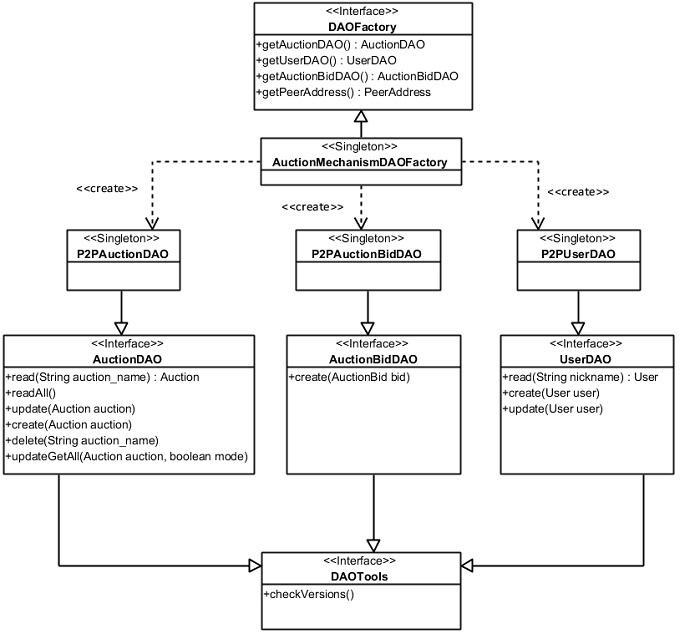 <<Interface>>
DAOFactory
+getAuctionDAO() : AuctionDAO
+getUserDAO() : UserDAO
+getAuctionBidDAO() : AuctionBidDAO
+getPeerAddress() : PeerAddress
<<Singleton>>
AuctionMechanismDAOFactory
<<create>>
<<create>>
<<create>>
<<Singleton>>
P2PAuctionDAO
<<Singleton>>
P2PAuctionBidDAO
<<Singleton>>
P2PUserDAO
<<Interface>>
AuctionDAO
+read(String auction_name) : Auction
+readAll()
+update(Auction auction)
+create(Auction auction)
+delete(String auction_name)
+updateGetAll(Auction auction, boolean mode)
<<Interface>>
AuctionBidDAO
+create(AuctionBid bid)
<<Interface>>
UserDAO
+read(String nickname) : User
+create(User user)
+update(User user)
<<Interface>>
DAOTools
+checkVersions()